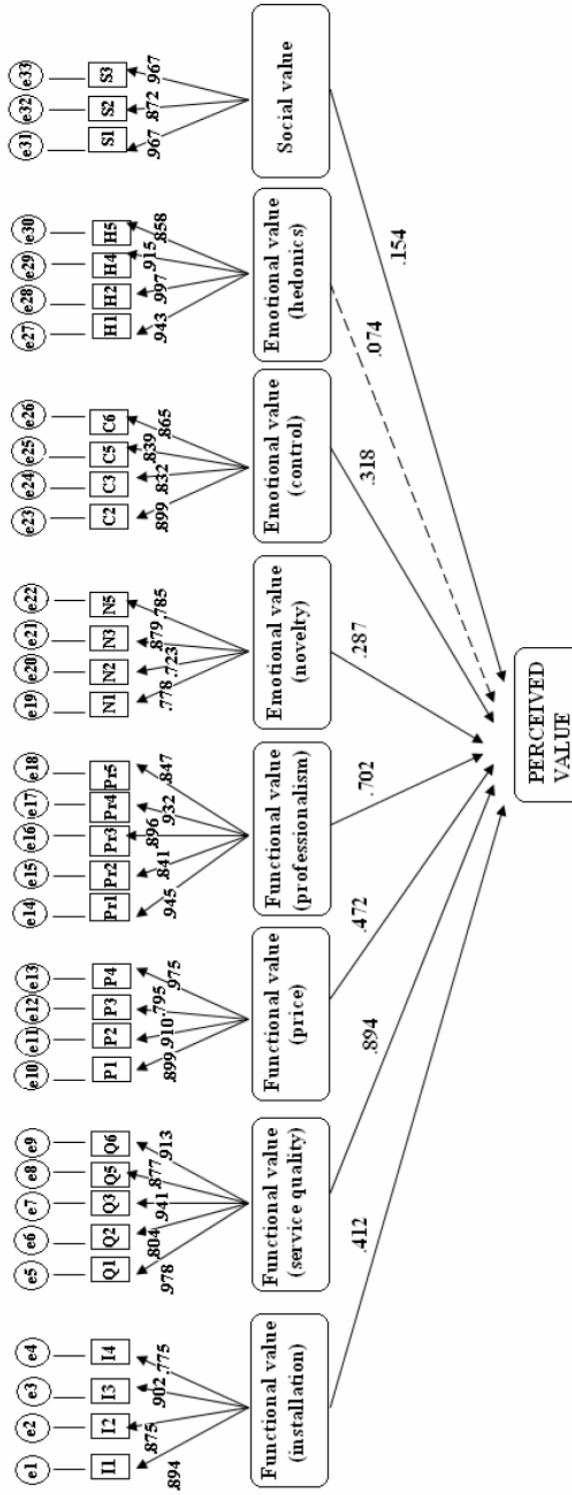 e1 e2 e3 e4 e5 e6 e7 e8 e9 e10 e11 e12 e13 e14 e15 e16 e17 e18 e19 e20 e21 e22 e23 e24 e25 e26 e27 e28 e29 e30 e31 e32 e33
I1 I2 I3 I4 Q1 Q2 Q3 Q5 Q6 P1 P2 P3 P4 Pr1 Pr2 Pr3 Pr4 Pr5 N1 N2 N3 N5 C2 C3 C5 C6 H1 H2 H4 H5 S1 S2 S3
.894 .875 .902 .775 .978 .804 .941 .877 .913 .899 .910 .795 .975 .945 .841 .896 .932 .847 .778 .723 .879 .785 .899 .832 .839 .865 .943 .997 .915 .858 .967 .872 .967
Functional value
(installation)
Functional value
(service quality)
Functional value
(price)
Functional value
(professionalism)
Emotional value
(novelty)
Emotional value
(control)
Emotional value
(hedonics)
Social value
.412 .894 .472 .702 .287 .318 .074 .154
PERCEIVED
VALUE